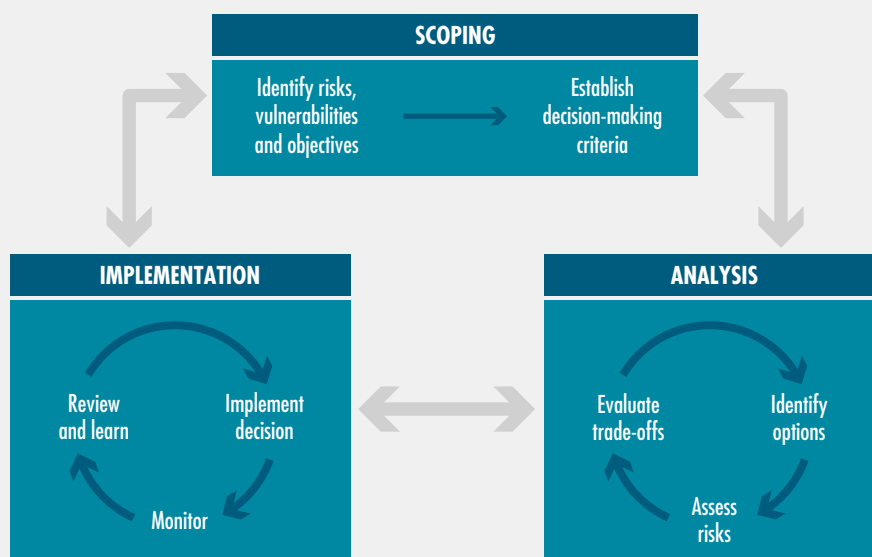 SCOPING
Identify risks,
vulnerabilities
and objectives
Establish
decision-making
criteria
IMPLEMENTATION
Review
and learn
Implement
decision
Monitor
ANALYSIS
Evaluate
trade-offs
Identify
options
Assess
risks